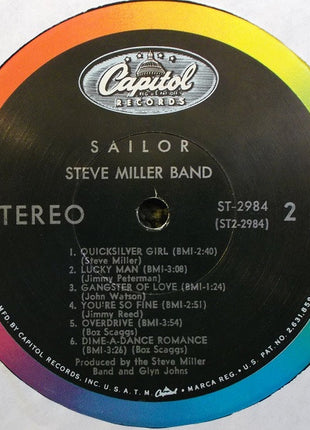 Capitol
RECORDS
SAILOR
STEVE MILLER BAND
STEREO
ST-2984
(ST2-2984)
2
1. QUICKSILVER GIRL (BMI-2:40)
(Steve Miller)
2. LUCKY MAN (BMI-3:08)
(Jimmy Peterman)
3. GANGSTER OF LOVE (BMI-1:24)
(John Watson)
4. YOU'RE SO FINE (BMI-2:51)
(Jimmy Reed)
5. OVERDRIVE (BMI-3:54)
(Boz Scaggs)
6. DIME-A-DANCE ROMANCE
(BMI-3:26) (Boz Scaggs)
Produced by the Steve Miller
Band and Glyn Johns
MFD. BY CAPITOL RECORDS, INC. U.S.A. T.M. Capitol MARCA REG. • U.S. PAT. NO. 2,631,859